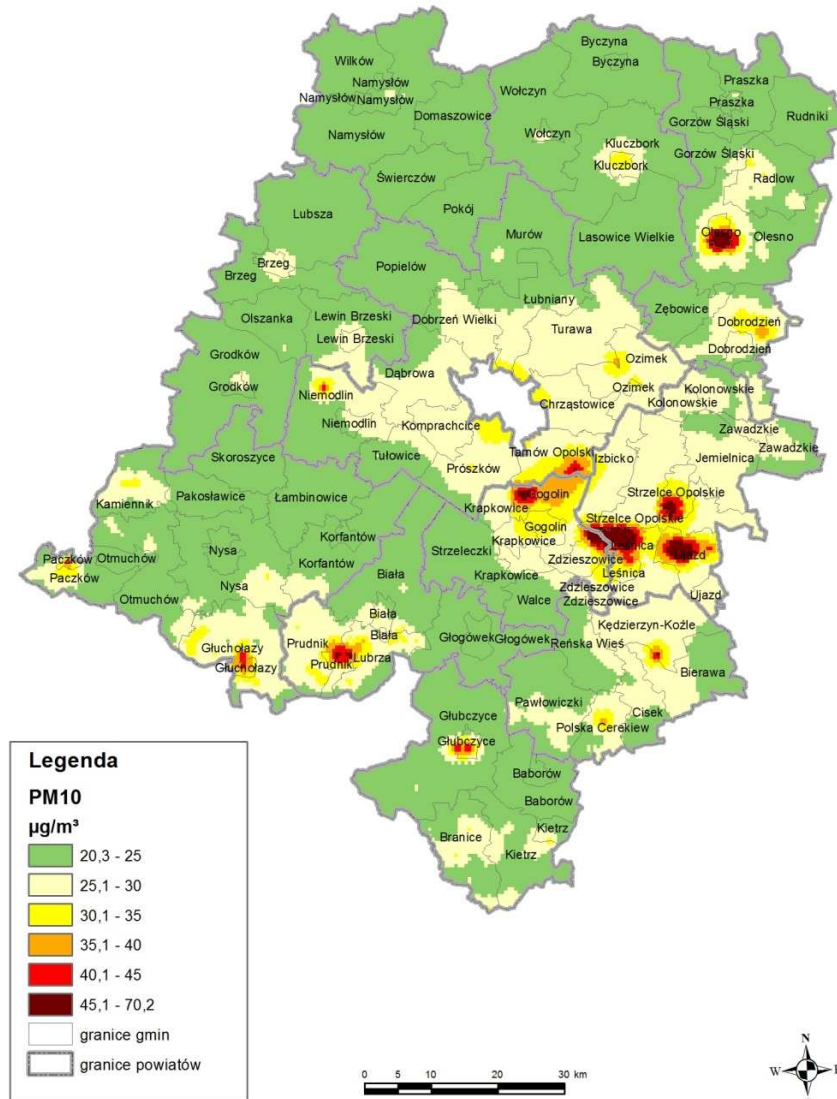 Byczyna
Byczyna
Wilków
Namysłów
Namysłów
Namysłów
Domaszowice
Wołczyn
Praszka
Praszka
Rudniki
Gorzów Śląski
Namysłów
Wołczyn
Kluczbork
Kluczbork
Gorzów Śląski
Radłow
Świerczów
Lubsza
Pokój
Murów
Lasowice Wielkie
Olesno
Olesno
Brzeg
Brzeg
Popielów
Zębowice
Łubniany
Olszanka
Lewin Brzeski
Dobrzeń Wielki
Turawa
Dobrodzień
Lewin Brzeski
Dobrodzień
Grodków
Grodków
Dąbrowa
Ozimek
Ozimek
Kolonowskie
Kolonowskie
Niemodlin
Niemodlin
Chrząstowice
Komprachcice
Zawadzkie
Zawadzkie
Skoroszyce
Tułowice
Prószków
Tarnów Opolski
Izbicko
Jemielnica
Kamiennik
Pakosławice
Łambinowice
Gogolin
Strzelce Opolskie
Krapkowice
Strzelce Opolskie
Gogolin
Korfantów
Otmuchów
Nysa
Strzeleczki
Krapkowice
Leśnica
Ujazd
Paczków
Paczków
Korfantów
Zdzieszowice
Leśnica
Krapkowice
Biała
Nysa
Otmuchów
Walce
Zdzieszowice
Zdzieszowice
Ujazd
Biała
Biała
Kędzierzyn-Koźle
Głuchołazy
Głuchołazy
Prudnik
Prudnik
Lubrza
Głogówek
Głogówek
Reńska Wieś
Bierawa
Pawłowiczki
Cisek
Polska Cerekiew
Głubczyce
Głubczyce
Baborów
Baborów
Branice
Kietrz
Kietrz
Legenda
PM10
µg/m³
20,3 - 25
25,1 - 30
30,1 - 35
35,1 - 40
40,1 - 45
45,1 - 70,2
granice gmin
granice powiatów
0 5 10 20 30 km
N
W